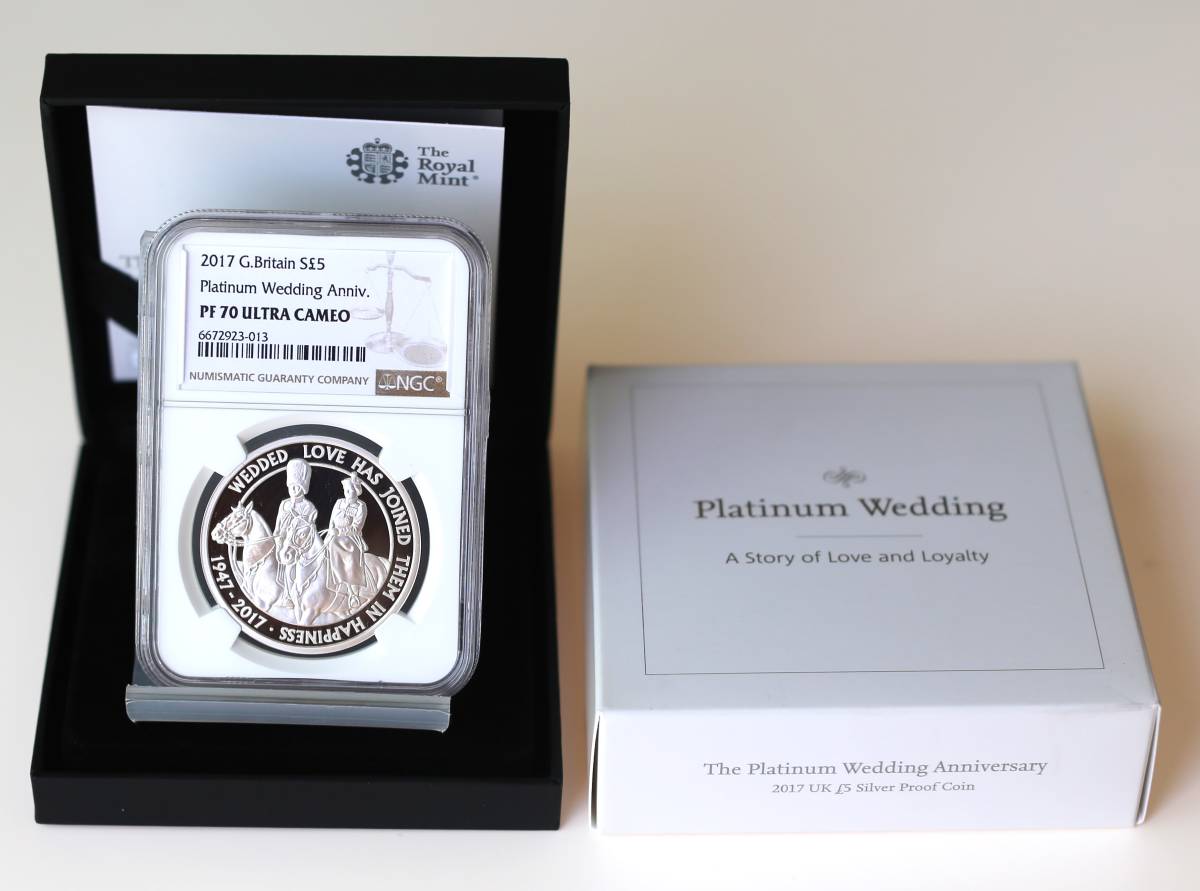 The
Royal
Mint®
2017 G.Britain S£5
Platinum Wedding Anniv.
PF 70 ULTRA CAMEO
6672923-013
NUMISMATIC GUARANTY COMPANY
NGC®
WEDDED LOVE HAS JOINED THEM IN HAPPINESS · 1947-2017 ·
Platinum Wedding
A Story of Love and Loyalty
The Platinum Wedding Anniversary
2017 UK £5 Silver Proof Coin